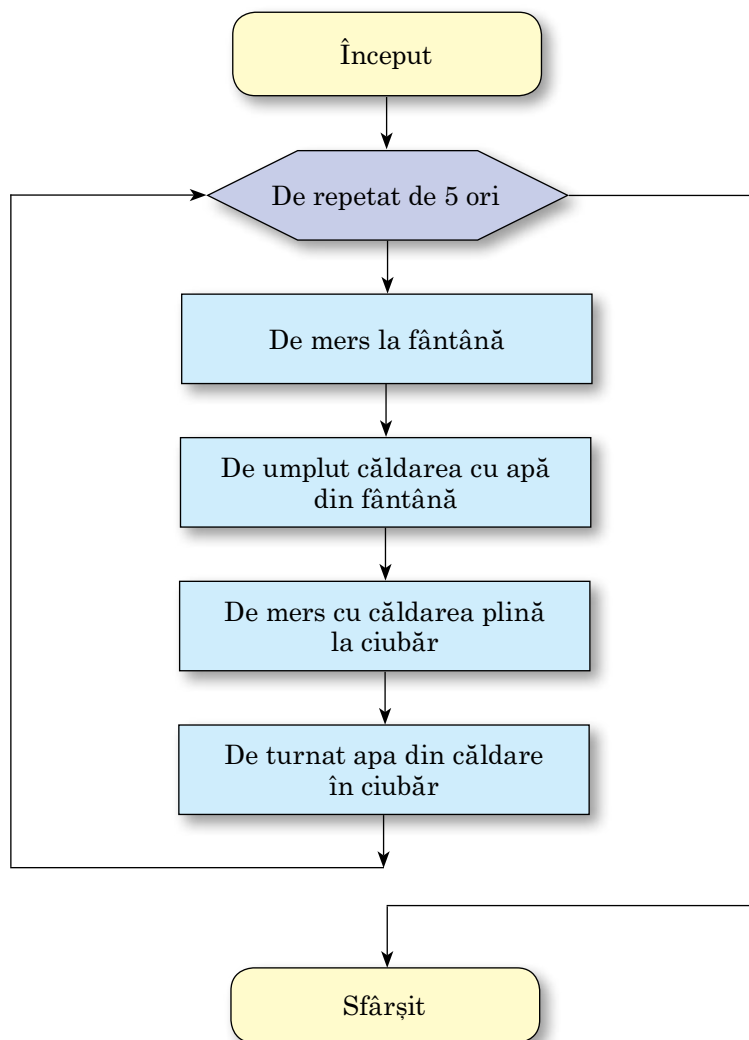 Început
De repetat de 5 ori
De mers la fântână
De umplut căldarea cu apă
din fântână
De mers cu căldarea plină
la ciubăr
De turnat apa din căldare
în ciubăr
Sfârșit